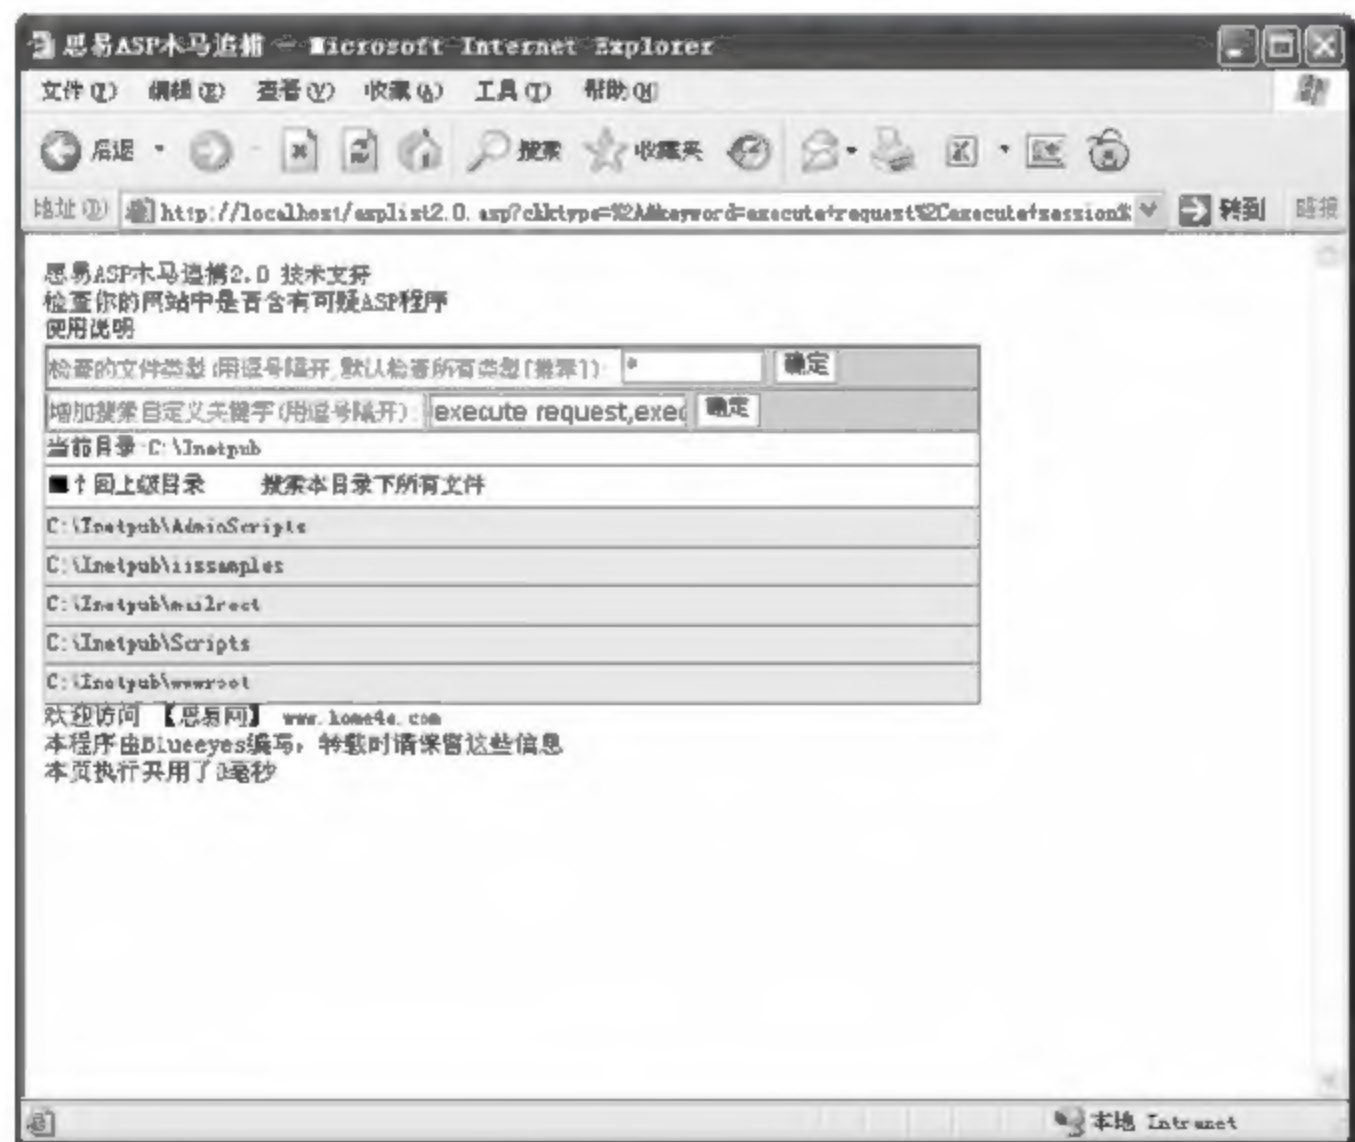 思易ASP木马追捕 - Microsoft Internet Explorer
文件(F) 编辑(E) 查看(V) 收藏(A) 工具(T) 帮助(H)
后退 搜索 收藏夹
地址(D) http://localhost/asplist2.0.asp?chktype=%2A&keyword=execute+request%2Cexecute+session% 转到 链接
思易ASP木马追捕2.0 技术支持
检查你的网站中是否含有可疑ASP程序
使用说明
检查的文件类型(用逗号隔开,默认检查所有类型[推荐]): * 确定
增加搜索自定义关键字(用逗号隔开): execute request,exec 确定
当前目录:C:\Inetpub
■↑回上级目录 搜索本目录下所有文件
C:\Inetpub\AdminScripts
C:\Inetpub\iissamples
C:\Inetpub\mailroot
C:\Inetpub\Scripts
C:\Inetpub\wwwroot
欢迎访问 【思易网】 www.home4e.com
本程序由Blueeyes编写，转载时请保留这些信息
本页执行共用了0毫秒
本地 Intranet